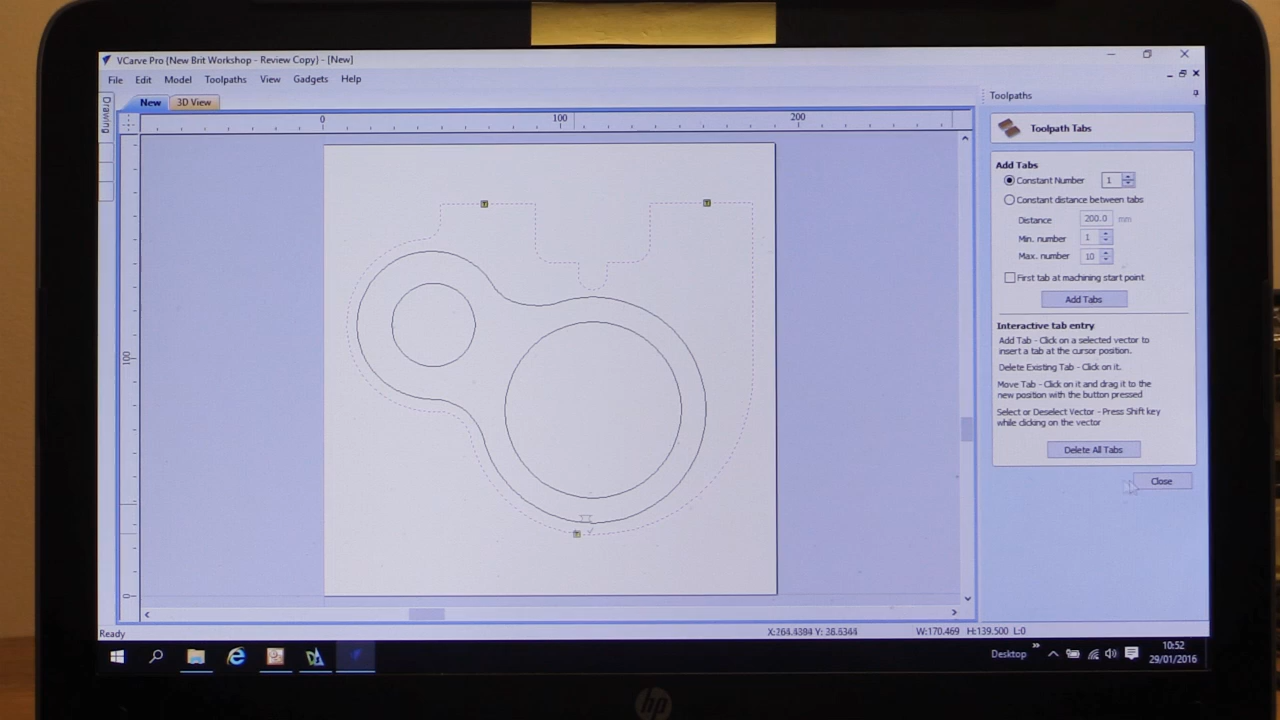 VCarve Pro (New Brit Workshop - Review Copy) - [New]
File Edit Model Toolpaths View Gadgets Help
Drawing
New 3D View
Toolpaths
0 100 200
Toolpath Tabs
Add Tabs
Constant Number 1
Constant distance between tabs
Distance 200.0 mm
Min. number 1
Max. number 10
First tab at machining start point
Add Tabs
Interactive tab entry
Add Tab - Click on a selected vector to
insert a tab at the cursor position.
Delete Existing Tab - Click on it.
Move Tab - Click on it and drag it to the
new position with the button pressed
Select or Deselect Vector - Press Shift key
while clicking on the vector
Delete All Tabs
Close
100
0
T
T
T
Ready
X:264.4394 Y: 38.6344
W:170.469 H:139.500 L:0
Desktop
10:52
29/01/2016
hp